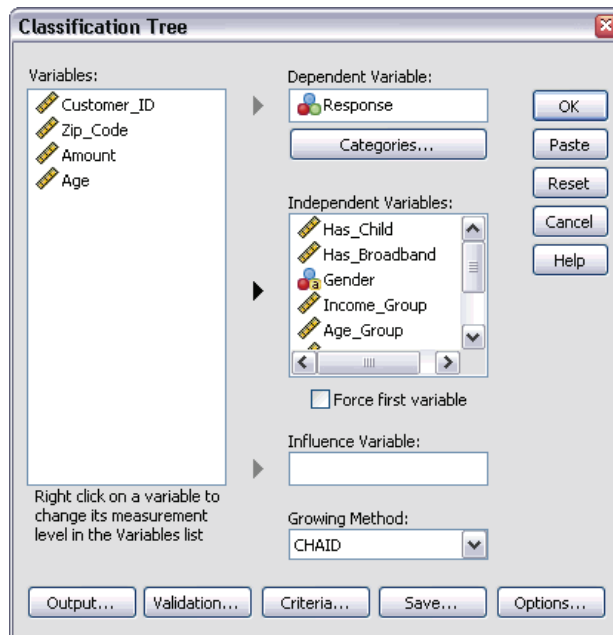 Classification Tree
Variables:
Customer_ID
Zip_Code
Amount
Age
Right click on a variable to
change its measurement
level in the Variables list
Dependent Variable:
Response
Categories...
Independent Variables:
Has_Child
Has_Broadband
a Gender
Income_Group
Age_Group
Force first variable
Influence Variable:
Growing Method:
CHAID
OK
Paste
Reset
Cancel
Help
Output...
Validation...
Criteria...
Save...
Options...